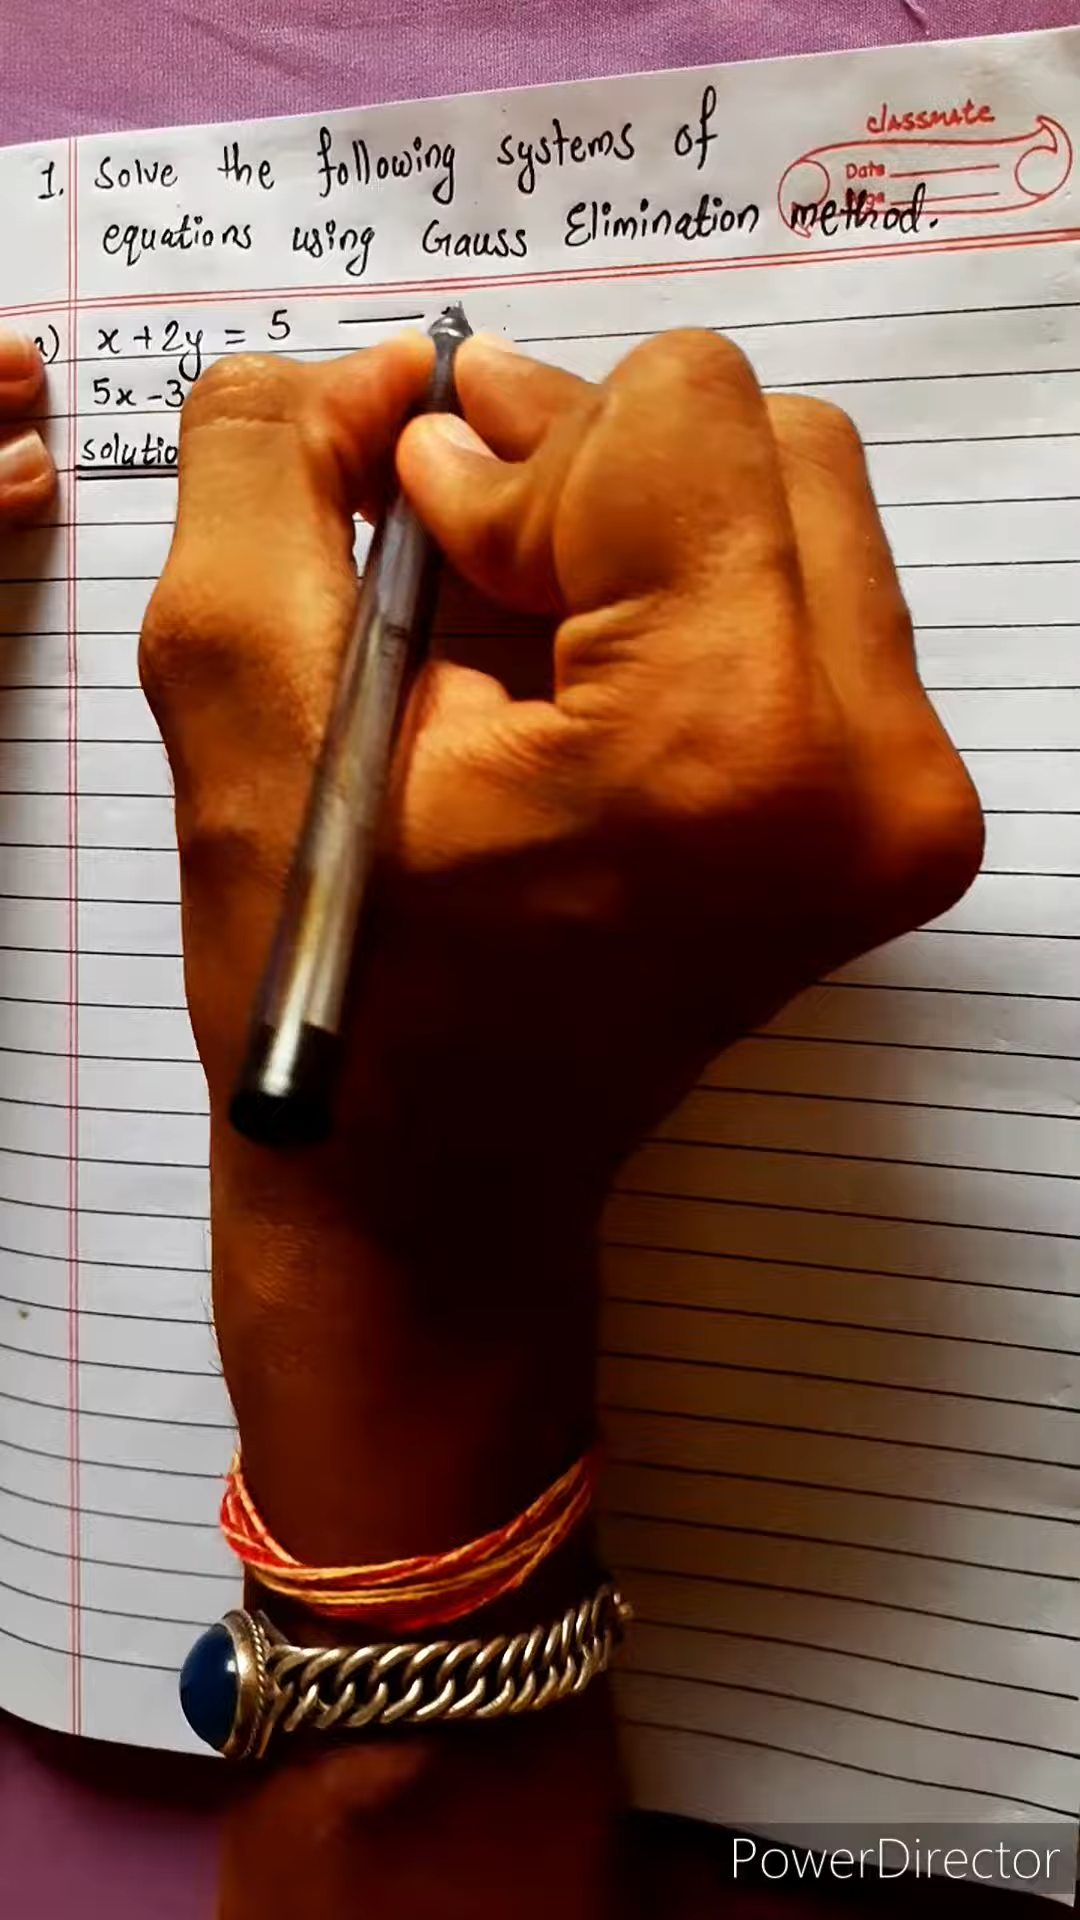 classmate
Date
1. Solve the following systems of
equations using Gauss Elimination method.
a) x + 2y = 5 —
5x - 3
solutio
PowerDirector